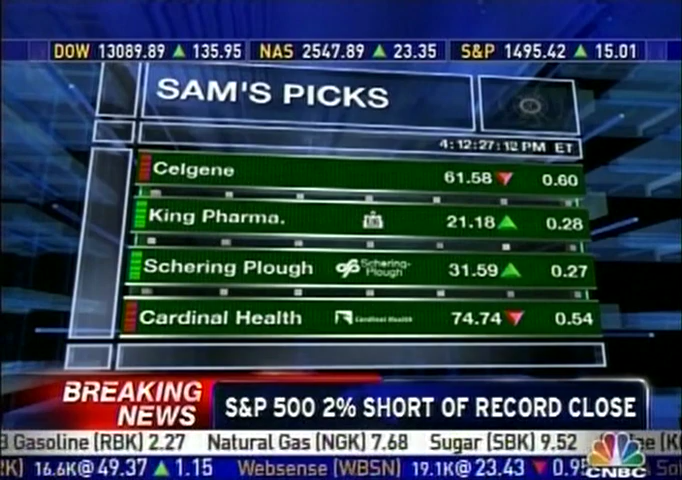 DOW 13089.89 ▲ 135.95 NAS 2547.89 ▲ 23.35 S&P 1495.42 ▲ 15.01
SAM'S PICKS
4:12:27:12 PM ET
Celgene 61.58 ▼ 0.60
King Pharma. 21.18 ▲ 0.28
Schering Plough Schering-Plough 31.59 ▲ 0.27
Cardinal Health Cardinal Health 74.74 ▼ 0.54
BREAKING NEWS
S&P 500 2% SHORT OF RECORD CLOSE
Gasoline (RBK) 2.27 Natural Gas (NGK) 7.68 Sugar (SBK) 9.52
16.6K@49.37 ▲ 1.15 Websense (WBSN) 19.1K@23.43 ▼
CNBC